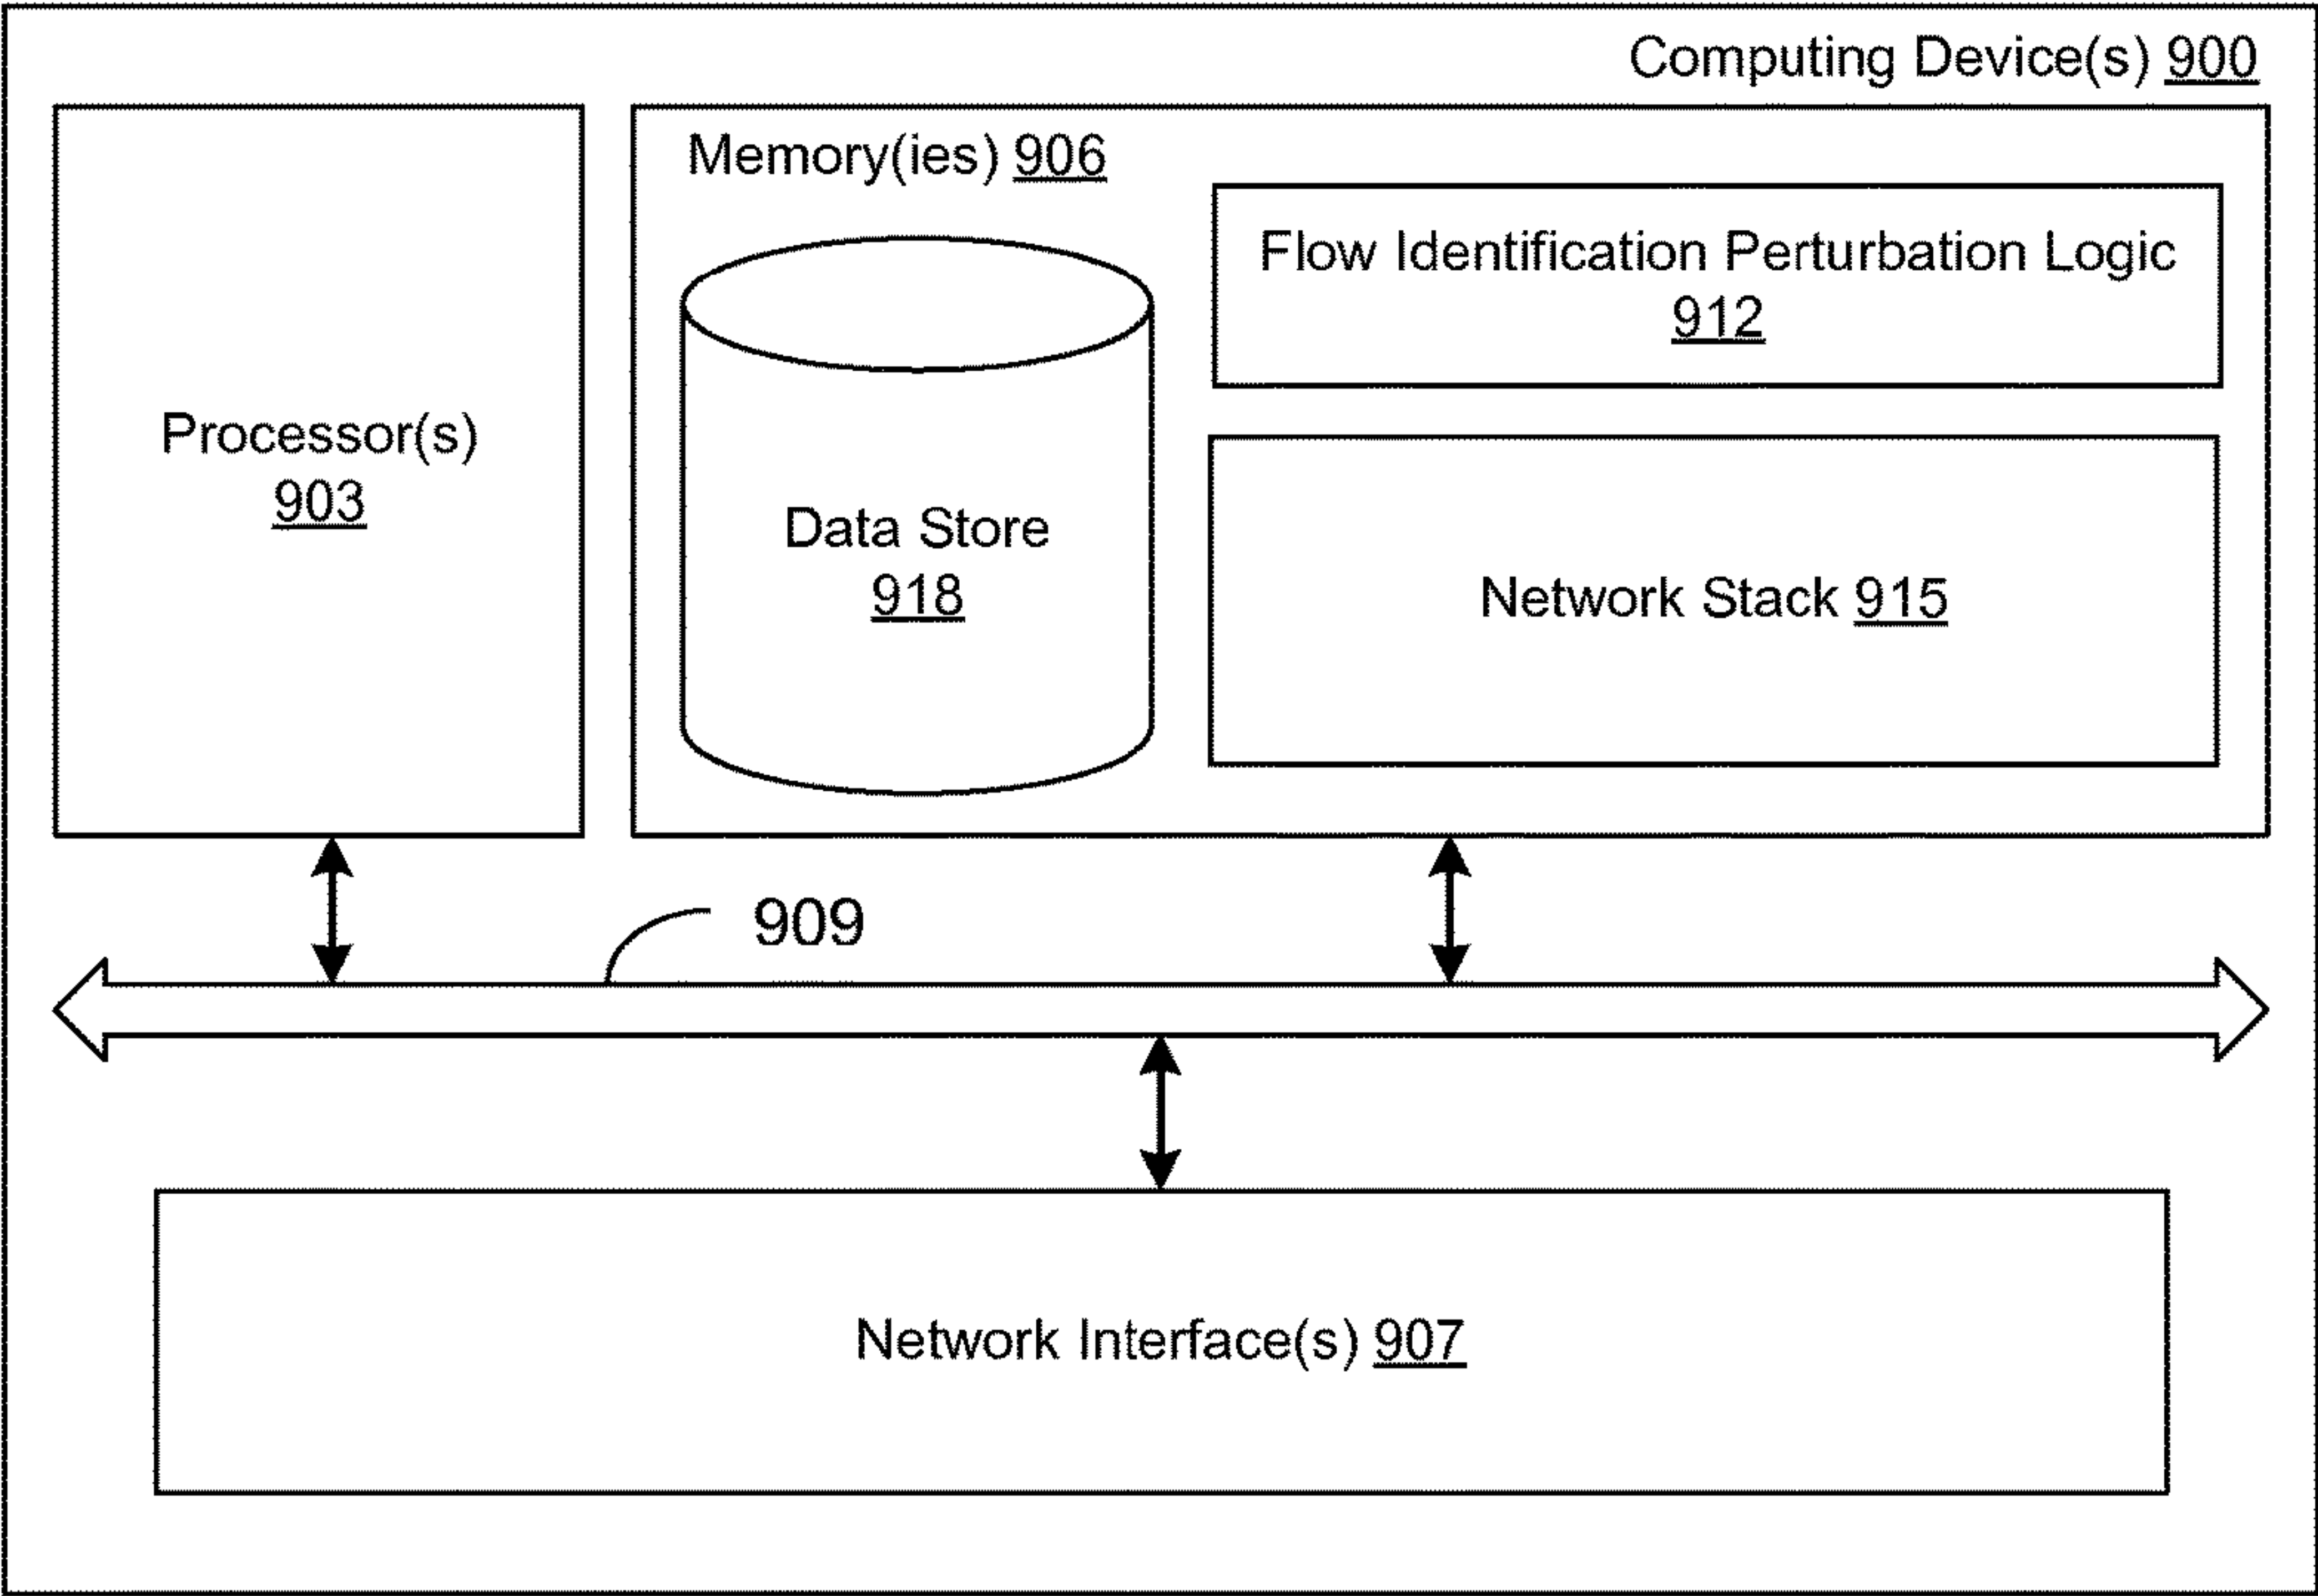 Computing Device(s) 900
Processor(s)
903
Memory(ies) 906
Data Store
918
Flow Identification Perturbation Logic
912
Network Stack 915
909
Network Interface(s) 907